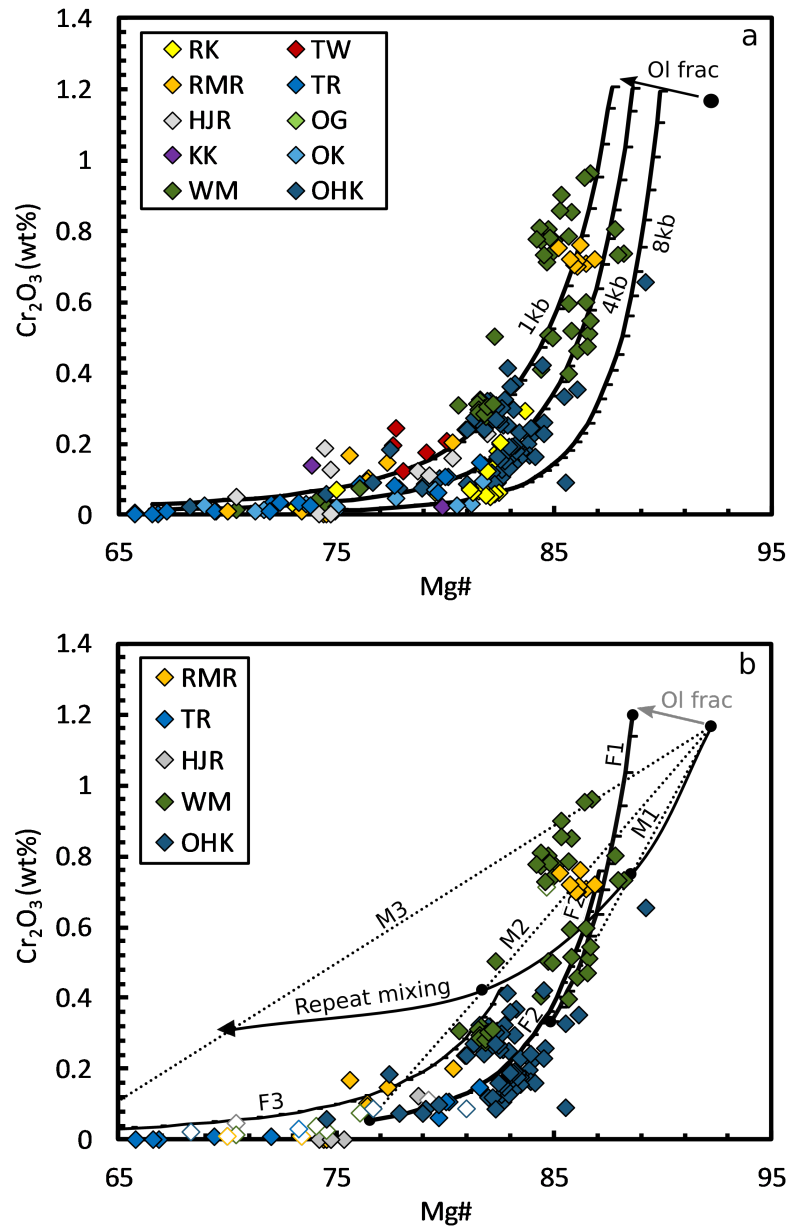 a
1.4
1.2
1
0.8
0.6
0.4
0.2
0
Cr₂O₃ (wt%)
RK
TW
RMR
TR
HJR
OG
KK
OK
WM
OHK
Ol frac
1kb
4kb
8kb
65
75
85
95
Mg#
b
1.4
1.2
1
0.8
0.6
0.4
0.2
0
Cr₂O₃ (wt%)
RMR
TR
HJR
WM
OHK
Ol frac
F1
M1
M3
M2
F2
F2
Repeat mixing
F3
65
75
85
95
Mg#